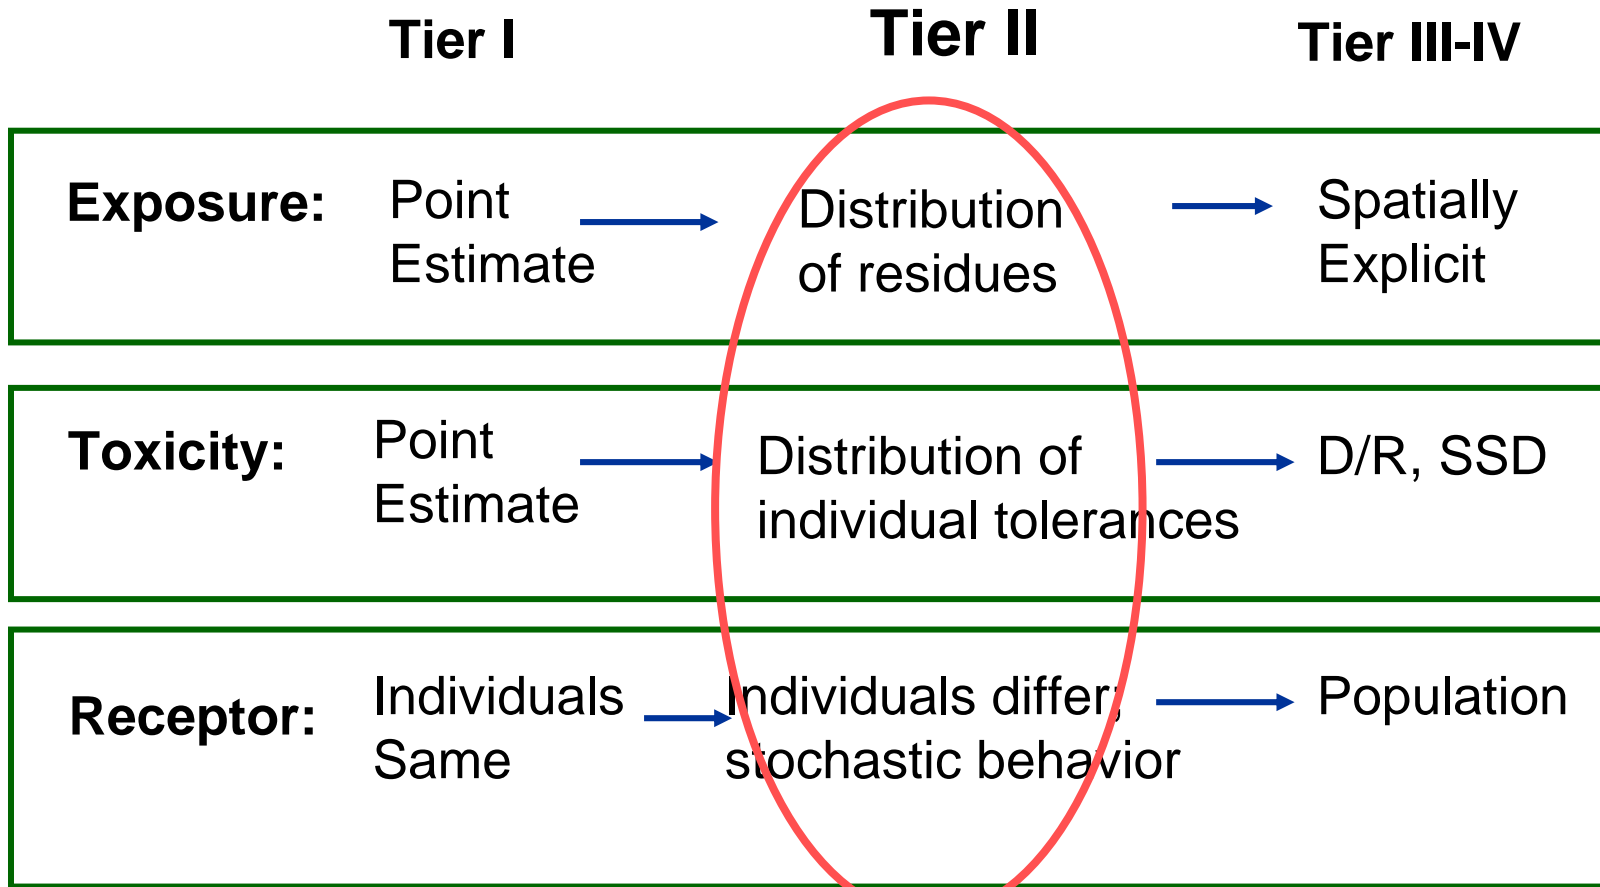 Tier I
Tier II
Tier III-IV
Exposure:
Point
Estimate
Distribution
of residues
Spatially
Explicit
Toxicity:
Point
Estimate
Distribution of
individual tolerances
D/R, SSD
Receptor:
Individuals
Same
Individuals differ;
stochastic behavior
Population